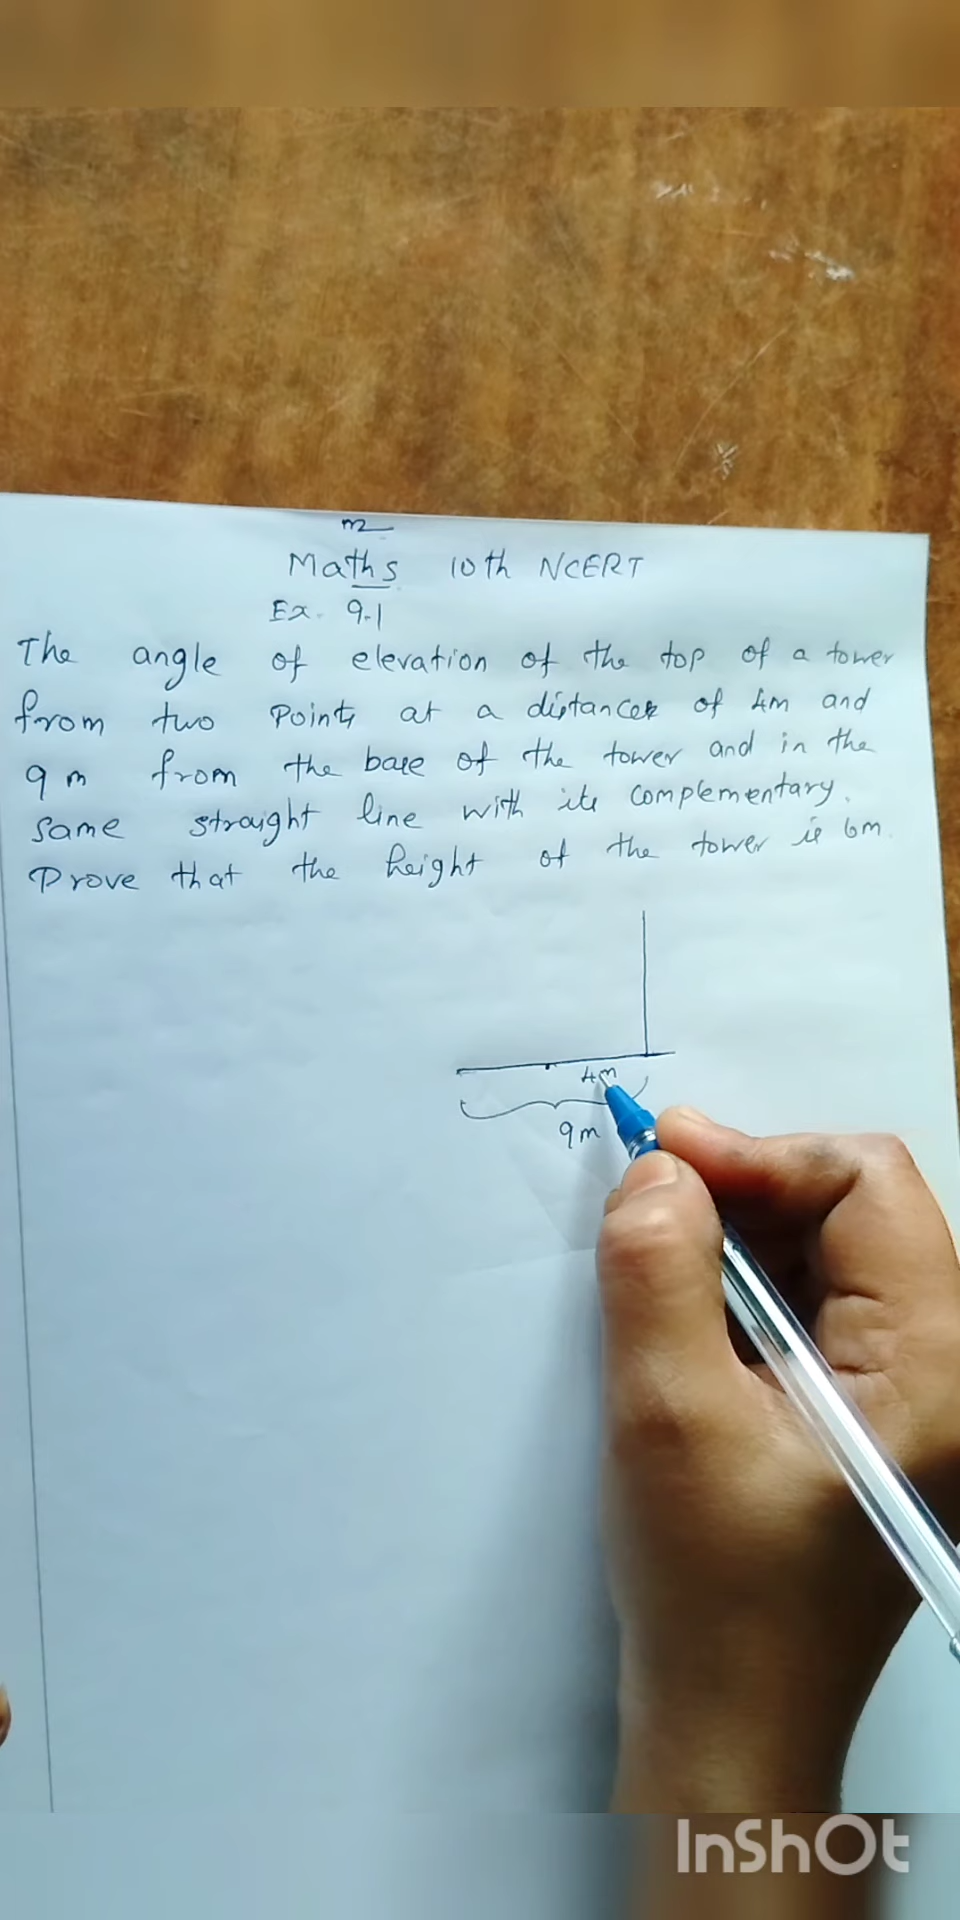 m
Maths 10th NCERT
Ex. 9.1
The angle of elevation of the top of a tower
from two points at a distances of 4m and
9 m from the base of the tower and in the
same straight line with its complementary.
Prove that the height of the tower is 6m.
4m
9m
InShOt